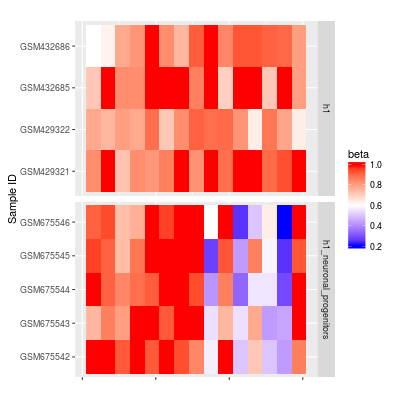 Sample ID
GSM432686
GSM432685
GSM429322
GSM429321
h1
GSM675546
GSM675545
GSM675544
GSM675543
GSM675542
h1_neuronal_progenitors
beta
1.0
0.8
0.6
0.4
0.2